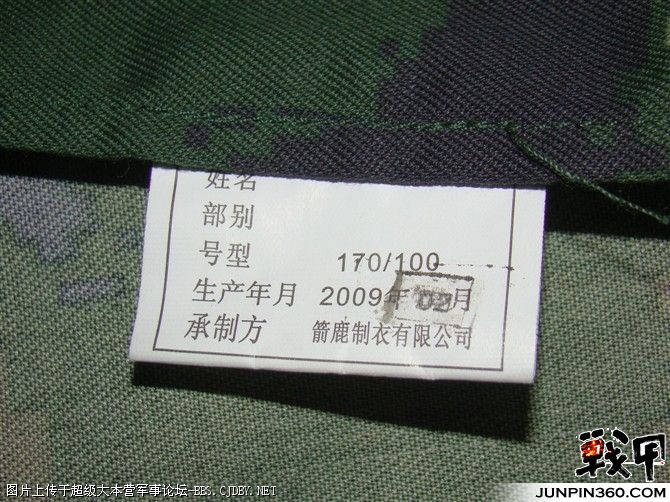 姓名
部别
号型 170/100
生产年月 2009年 09月
承制方 箭鹿制衣有限公司
图片上传于超级大本营军事论坛-BBS.CJDBY.NET
战甲
JUNPIN360.COM